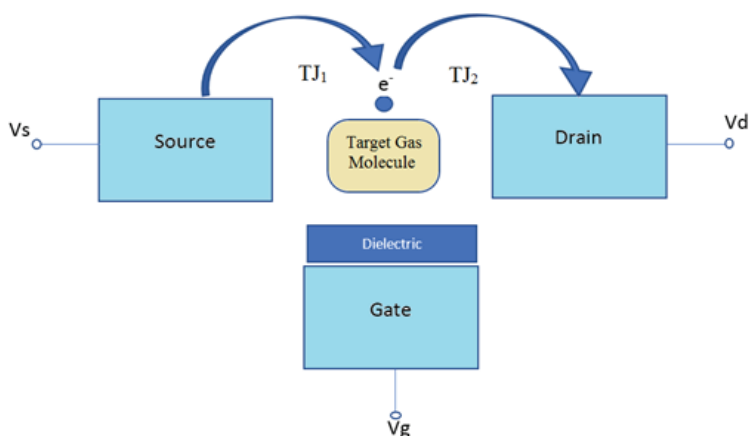 TJ₁
TJ₂
e⁻
Vs
Source
Target Gas
Molecule
Drain
Vd
Dielectric
Gate
Vg